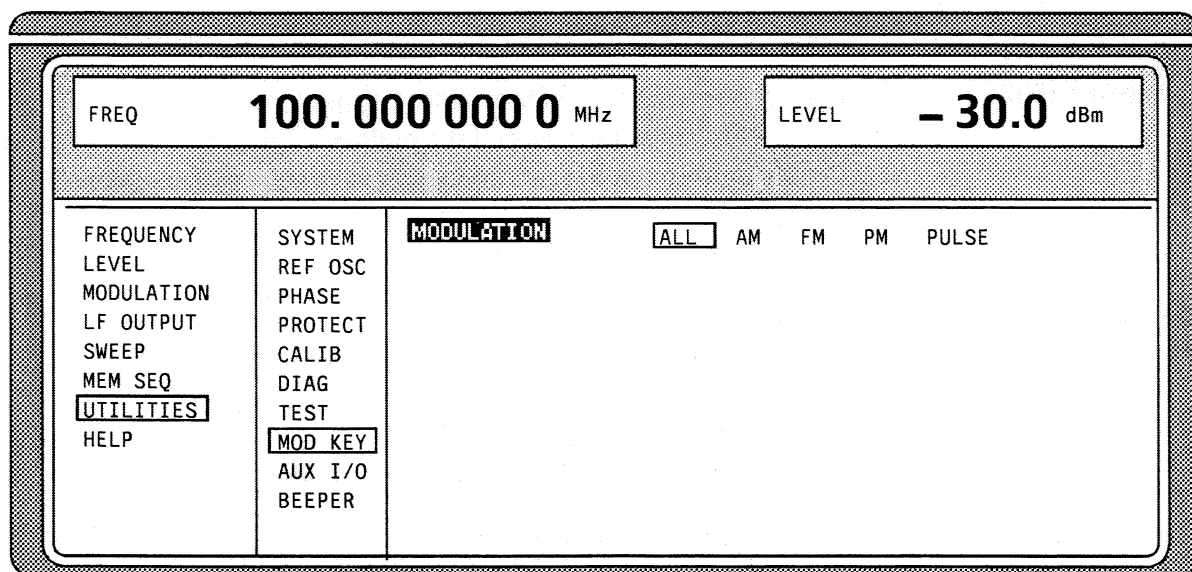 FREQ 100. 000 000 0 MHz
LEVEL – 30.0 dBm
FREQUENCY
LEVEL
MODULATION
LF OUTPUT
SWEEP
MEM SEQ
UTILITIES
HELP
SYSTEM
REF OSC
PHASE
PROTECT
CALIB
DIAG
TEST
MOD KEY
AUX I/O
BEEPER
MODULATION ALL AM FM PM PULSE